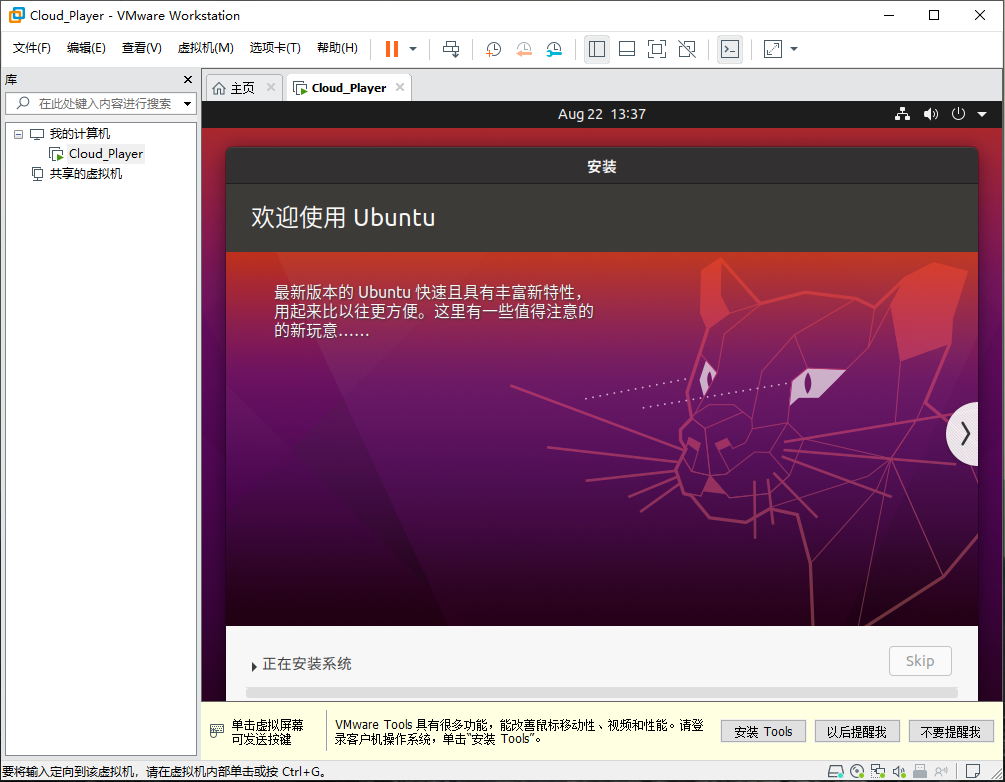 Cloud_Player - VMware Workstation
文件(F) 编辑(E) 查看(V) 虚拟机(M) 选项卡(T) 帮助(H)
库
在此处键入内容进行搜索
我的计算机
Cloud_Player
共享的虚拟机
主页 Cloud_Player
Aug 22 13:37
安装
欢迎使用 Ubuntu
最新版本的 Ubuntu 快速且具有丰富新特性，
用起来比以往更方便。这里有一些值得注意的
的新玩意……
正在安装系统
Skip
单击虚拟屏幕
可发送按键
VMware Tools 具有很多功能，能改善鼠标移动性、视频和性能。请登
录客户机操作系统，单击“安装 Tools”。
安装 Tools 以后提醒我 不要提醒我
要将输入定向到该虚拟机，请在虚拟机内部单击或按 Ctrl+G。